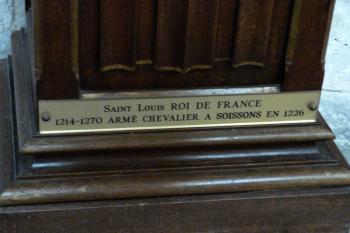 Saint Louis ROI DE FRANCE
1214-1270 ARMÉ CHEVALIER A SOISSONS EN 1226